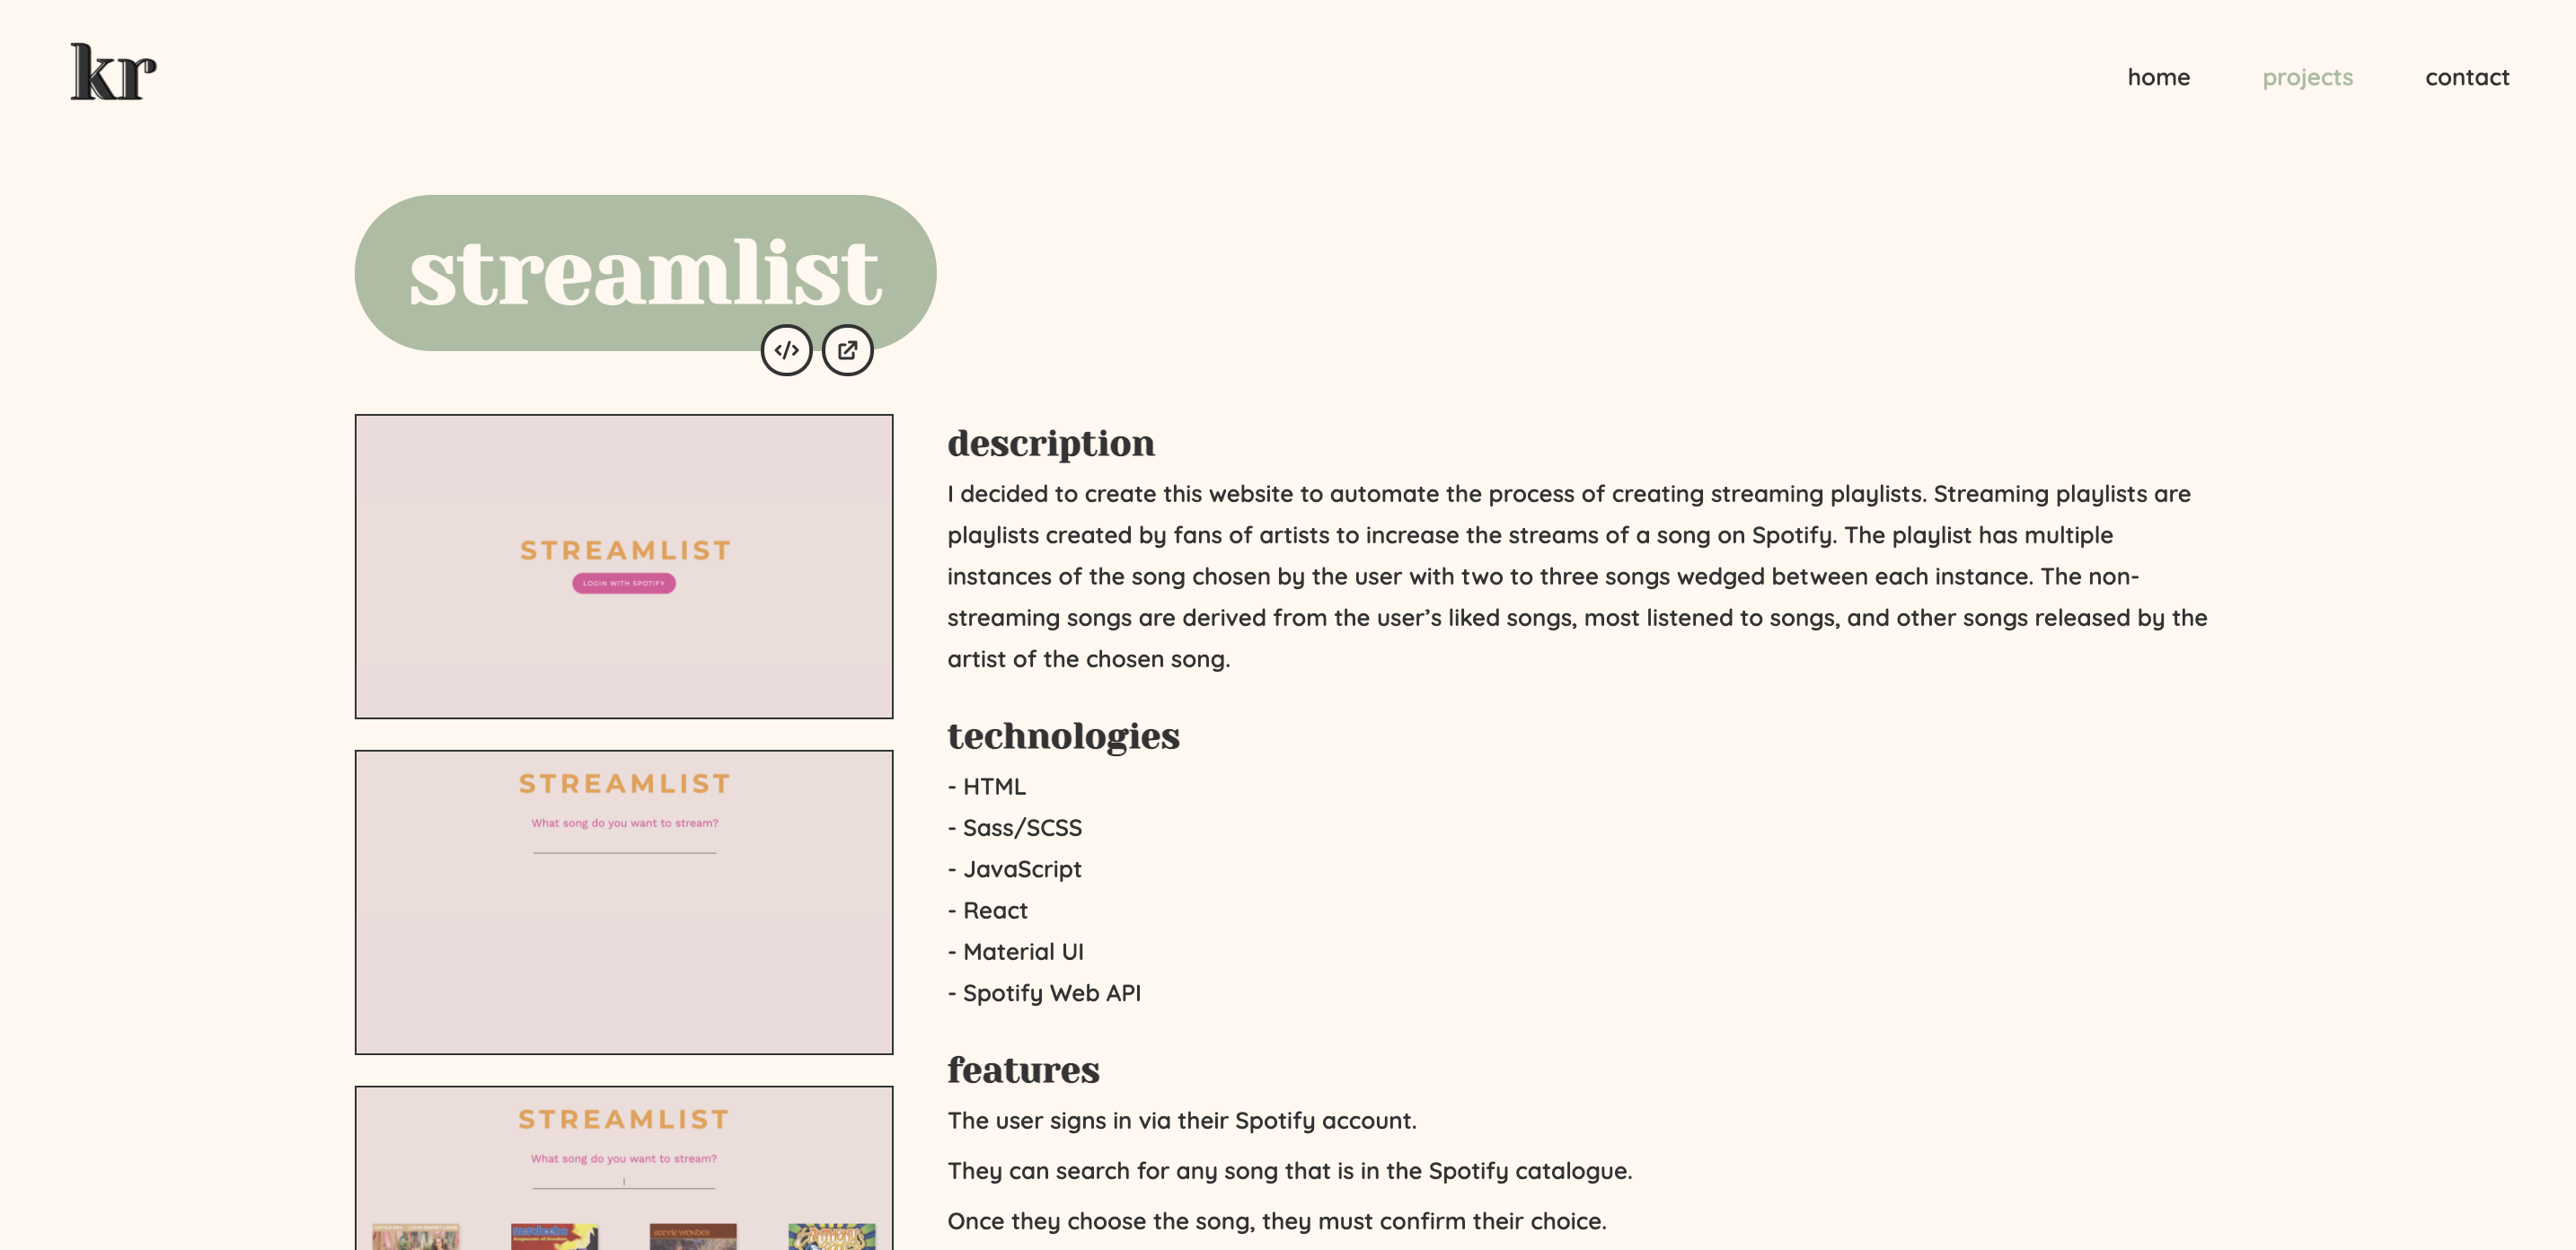 kr
home
projects
contact
streamlist
STREAMLIST
LOGIN WITH SPOTIFY
STREAMLIST
What song do you want to stream?
STREAMLIST
What song do you want to stream?
STEVIE WONDER
description
I decided to create this website to automate the process of creating streaming playlists. Streaming playlists are
playlists created by fans of artists to increase the streams of a song on Spotify. The playlist has multiple
instances of the song chosen by the user with two to three songs wedged between each instance. The non-
streaming songs are derived from the user’s liked songs, most listened to songs, and other songs released by the
artist of the chosen song.
technologies
- HTML
- Sass/SCSS
- JavaScript
- React
- Material UI
- Spotify Web API
features
The user signs in via their Spotify account.
They can search for any song that is in the Spotify catalogue.
Once they choose the song, they must confirm their choice.